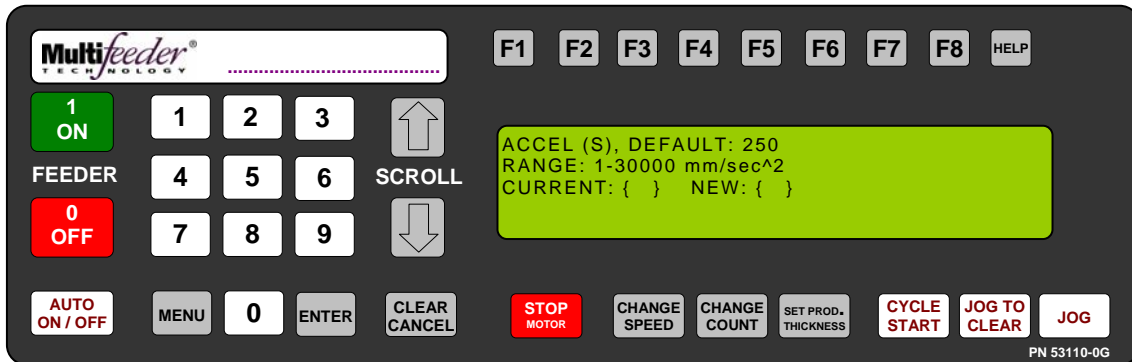 Multifeeder®
TECHNOLOGY
F1 F2 F3 F4 F5 F6 F7 F8 HELP
1
ON
FEEDER
0
OFF
1 2 3
4 5 6
7 8 9
SCROLL
ACCEL (S), DEFAULT: 250
RANGE: 1-30000 mm/sec^2
CURRENT: { } NEW: { }
AUTO
ON / OFF
MENU
0
ENTER
CLEAR
CANCEL
STOP
MOTOR
CHANGE
SPEED
CHANGE
COUNT
SET PROD.
THICKNESS
CYCLE
START
JOG TO
CLEAR
JOG
PN 53110-0G